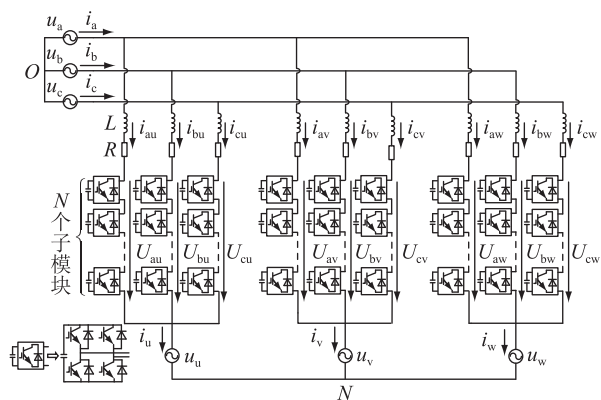 u_a i_a
u_b i_b
O
u_c i_c
L i_au i_bu i_cu i_av i_bv i_cv i_aw i_bw i_cw
R
N个子模块
U_au U_bu U_cu U_av U_bv U_cv U_aw U_bw U_cw
i_u u_u i_v u_v i_w u_w
N